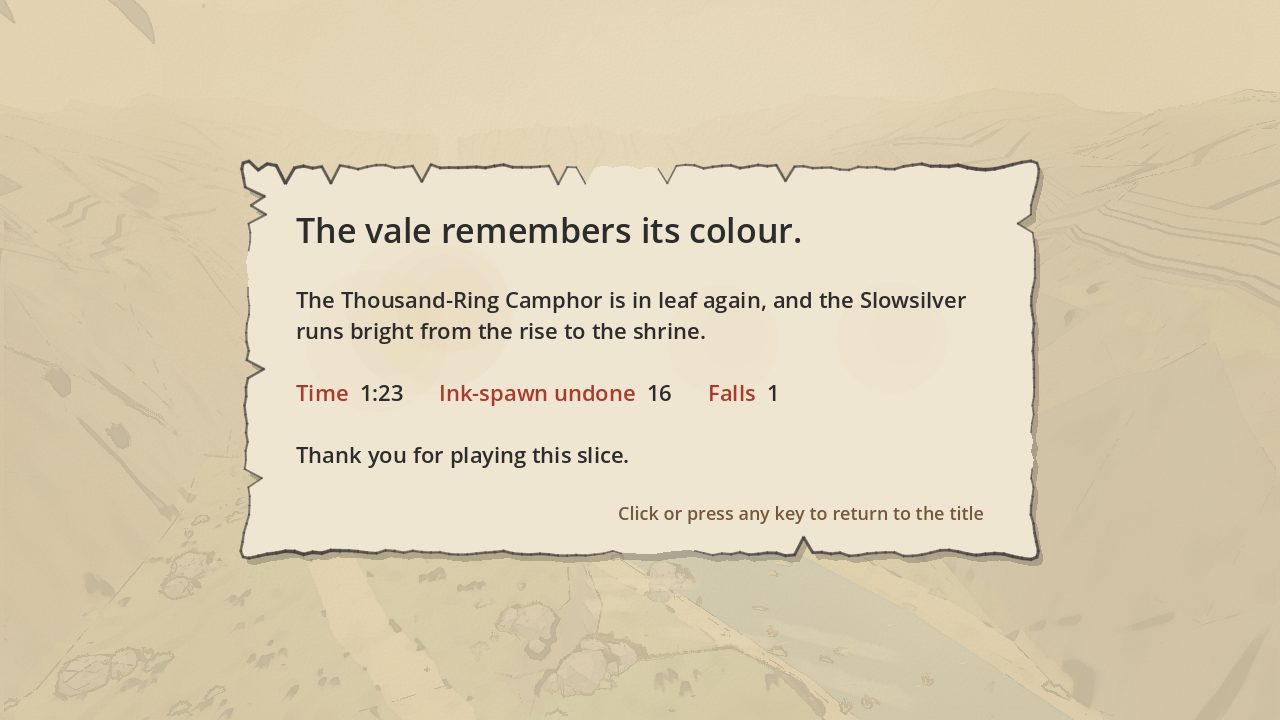 The vale remembers its colour.
The Thousand-Ring Camphor is in leaf again, and the Slowsilver
runs bright from the rise to the shrine.
Time 1:23 Ink-spawn undone 16 Falls 1
Thank you for playing this slice.
Click or press any key to return to the title